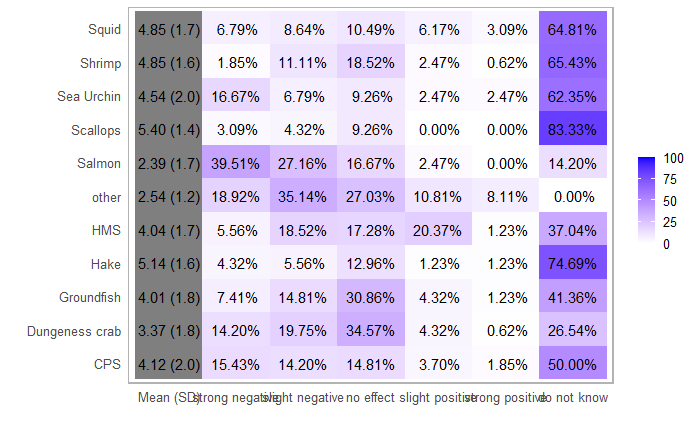 Squid 4.85 (1.7) 6.79% 8.64% 10.49% 6.17% 3.09% 64.81%
Shrimp 4.85 (1.6) 1.85% 11.11% 18.52% 2.47% 0.62% 65.43%
Sea Urchin 4.54 (2.0) 16.67% 6.79% 9.26% 2.47% 2.47% 62.35%
Scallops 5.40 (1.4) 3.09% 4.32% 9.26% 0.00% 0.00% 83.33%
Salmon 2.39 (1.7) 39.51% 27.16% 16.67% 2.47% 0.00% 14.20%
other 2.54 (1.2) 18.92% 35.14% 27.03% 10.81% 8.11% 0.00%
HMS 4.04 (1.7) 5.56% 18.52% 17.28% 20.37% 1.23% 37.04%
Hake 5.14 (1.6) 4.32% 5.56% 12.96% 1.23% 1.23% 74.69%
Groundfish 4.01 (1.8) 7.41% 14.81% 30.86% 4.32% 1.23% 41.36%
Dungeness crab 3.37 (1.8) 14.20% 19.75% 34.57% 4.32% 0.62% 26.54%
CPS 4.12 (2.0) 15.43% 14.20% 14.81% 3.70% 1.85% 50.00%
Mean (SD) strong negative slight negative no effect slight positive strong positive do not know
100
75
50
25
0